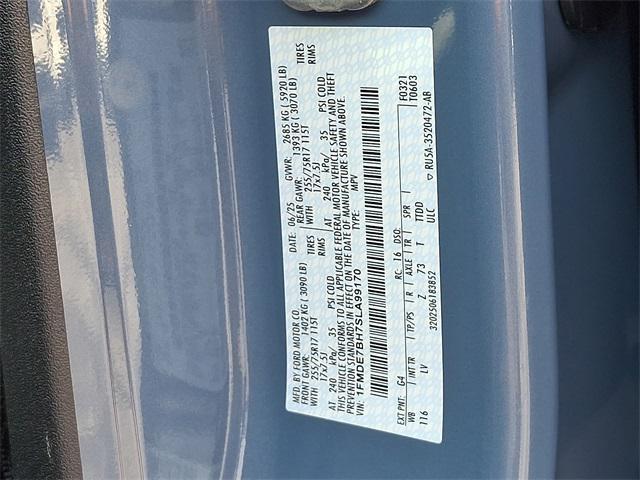 MFD. BY FORD MOTOR CO.
DATE: 06/25 GVWR: 2685 KG ( 5920 LB)
FRONT GAWR: 1402 KG ( 3090 LB) REAR GAWR: 1393 KG ( 3070 LB)
WITH 255/75R17 115T TIRES WITH 255/75R17 115T TIRES
17x7.5J RIMS 17x7.5J RIMS
AT 240 kPa/ 35 PSI COLD AT 240 kPa/ 35 PSI COLD
THIS VEHICLE CONFORMS TO ALL APPLICABLE FEDERAL MOTOR VEHICLE SAFETY AND THEFT
PREVENTION STANDARDS IN EFFECT ON THE DATE OF MANUFACTURE SHOWN ABOVE.
VIN: 1FMDE7BH7SLA99170 TYPE: MPV
F0321
EXT PNT: G4 RC: 16 DSO: T0603
WB INT TR TP/PS R AXLE TR SPR
116 LV Z 73 T TTDD
ULC
3202506183852 RU5A-3520472-AB